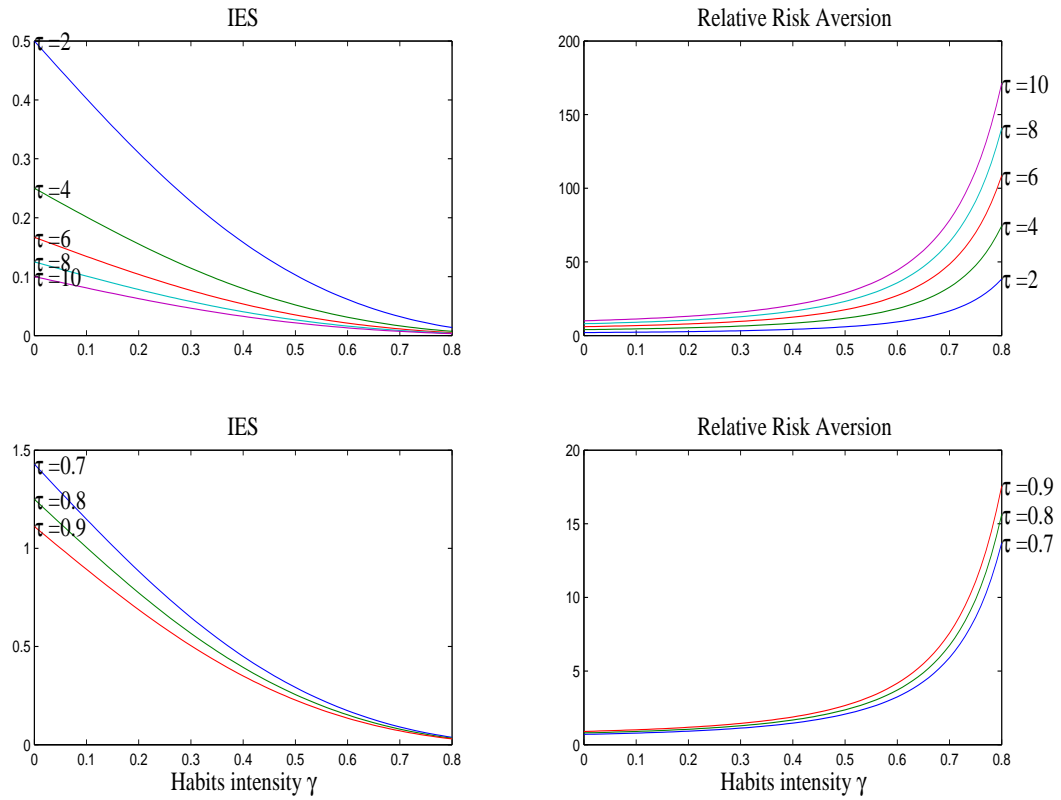 IES
0.5
0.4
0.3
0.2
0.1
0
τ =2
τ =4
τ =6
τ =8
τ =10
0 0.1 0.2 0.3 0.4 0.5 0.6 0.7 0.8
Relative Risk Aversion
200
150
100
50
0
τ =10
τ =8
τ =6
τ =4
τ =2
0 0.1 0.2 0.3 0.4 0.5 0.6 0.7 0.8
IES
1.5
1
0.5
0
τ =0.7
τ =0.8
τ =0.9
0 0.1 0.2 0.3 0.4 0.5 0.6 0.7 0.8
Habits intensity γ
Relative Risk Aversion
20
15
10
5
0
τ =0.9
τ =0.8
τ =0.7
0 0.1 0.2 0.3 0.4 0.5 0.6 0.7 0.8
Habits intensity γ